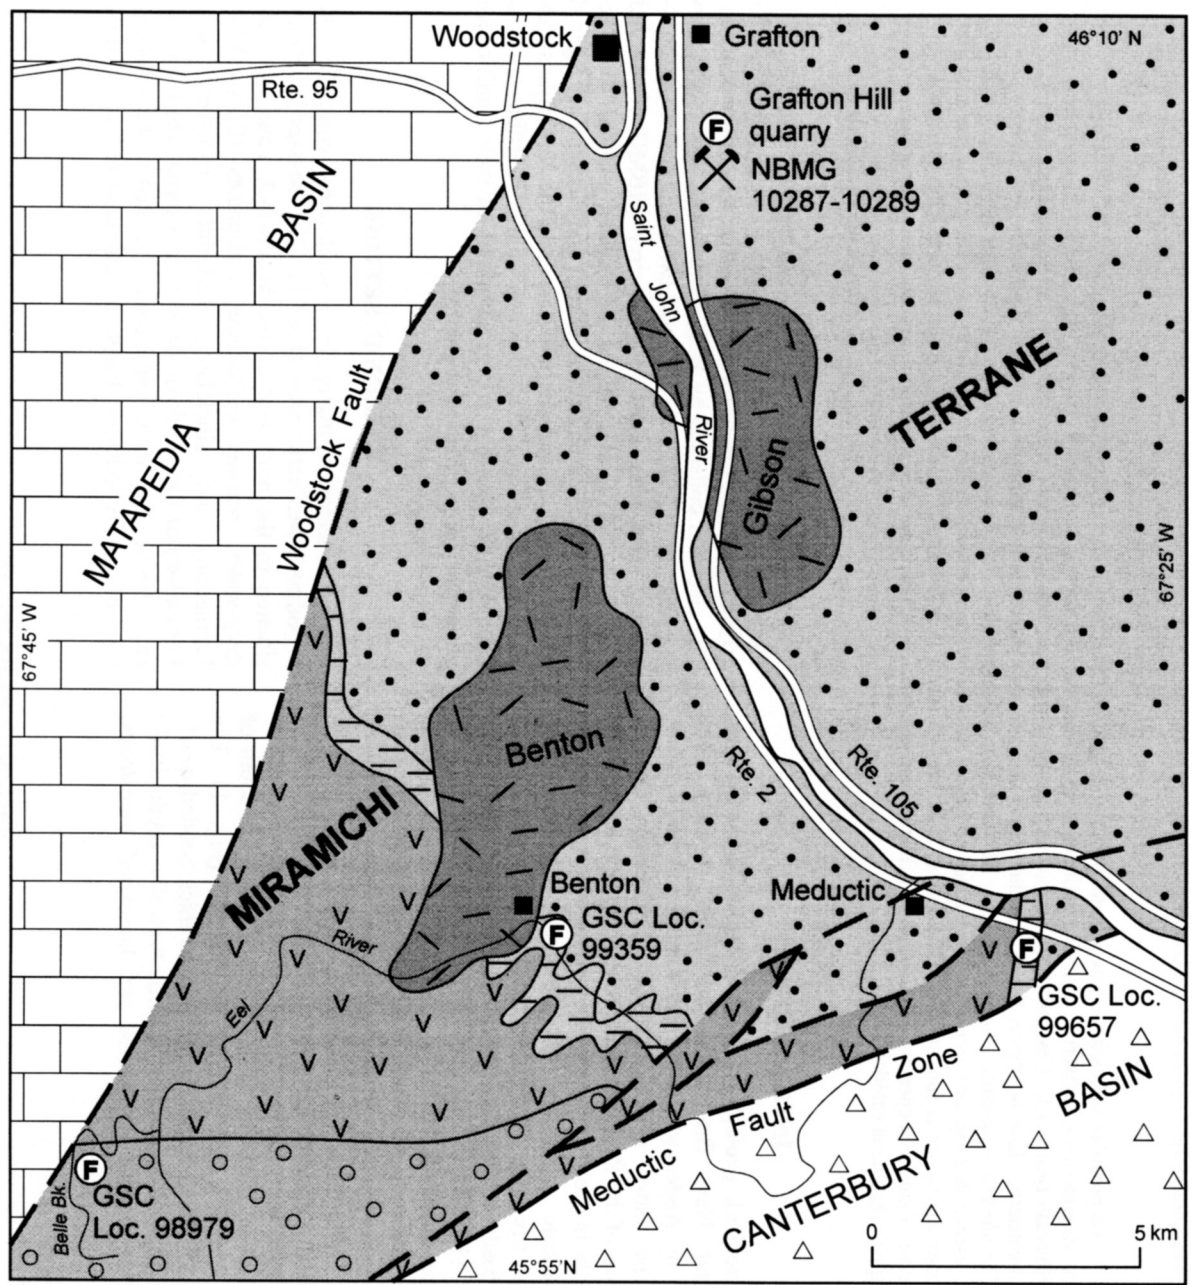 Woodstock
Grafton
46°10' N
Rte. 95
Grafton Hill
F quarry
NBMG
10287-10289
BASIN
Saint
John
River
TERRANE
MATAPEDIA
Woodstock Fault
Gibson
67°25' W
67°45' W
Benton
Rte. 2
Rte. 105
MIRAMICHI
Benton
Meductic
F GSC Loc.
99359
River
Eel
F
GSC Loc.
99657
Zone
BASIN
Fault
Meductic
CANTERBURY
F
GSC
Loc. 98979
Belle Bk.
0 5 km
45°55'N